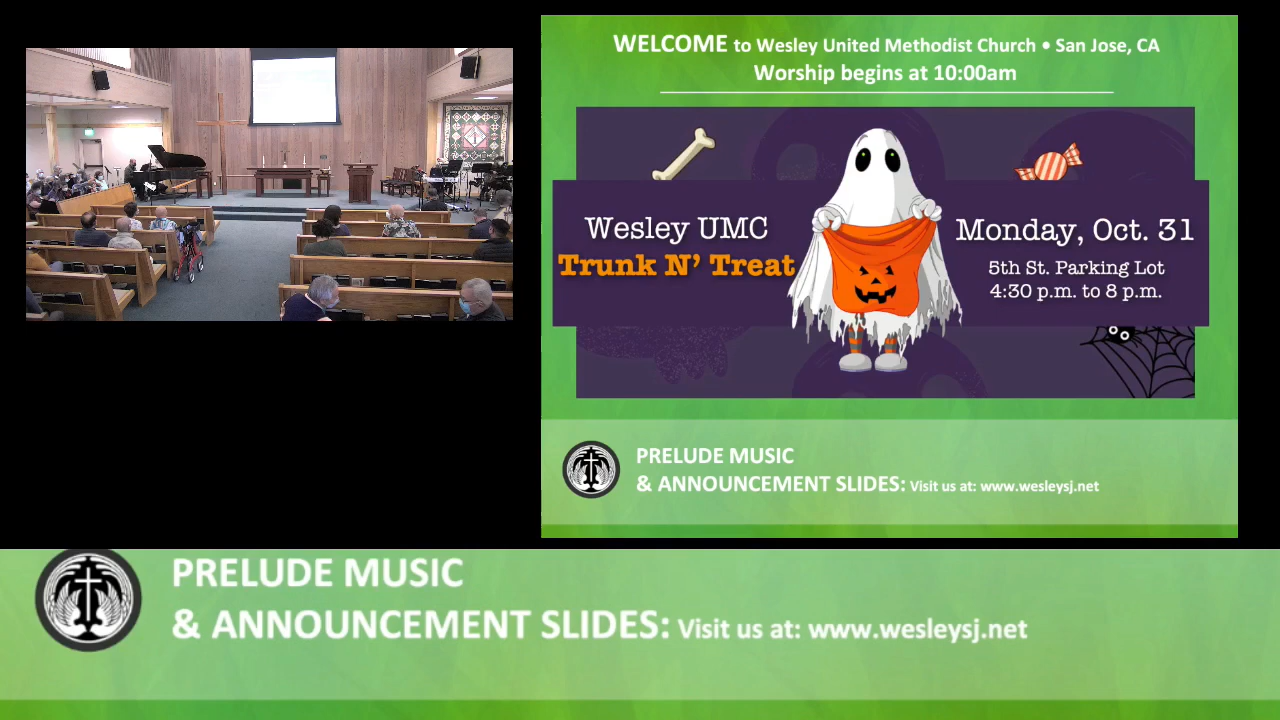 WELCOME to Wesley United Methodist Church • San Jose, CA
Worship begins at 10:00am
Wesley UMC
Trunk N’ Treat
Monday, Oct. 31
5th St. Parking Lot
4:30 p.m. to 8 p.m.
PRELUDE MUSIC
& ANNOUNCEMENT SLIDES: Visit us at: www.wesleysj.net
PRELUDE MUSIC
& ANNOUNCEMENT SLIDES: Visit us at: www.wesleysj.net